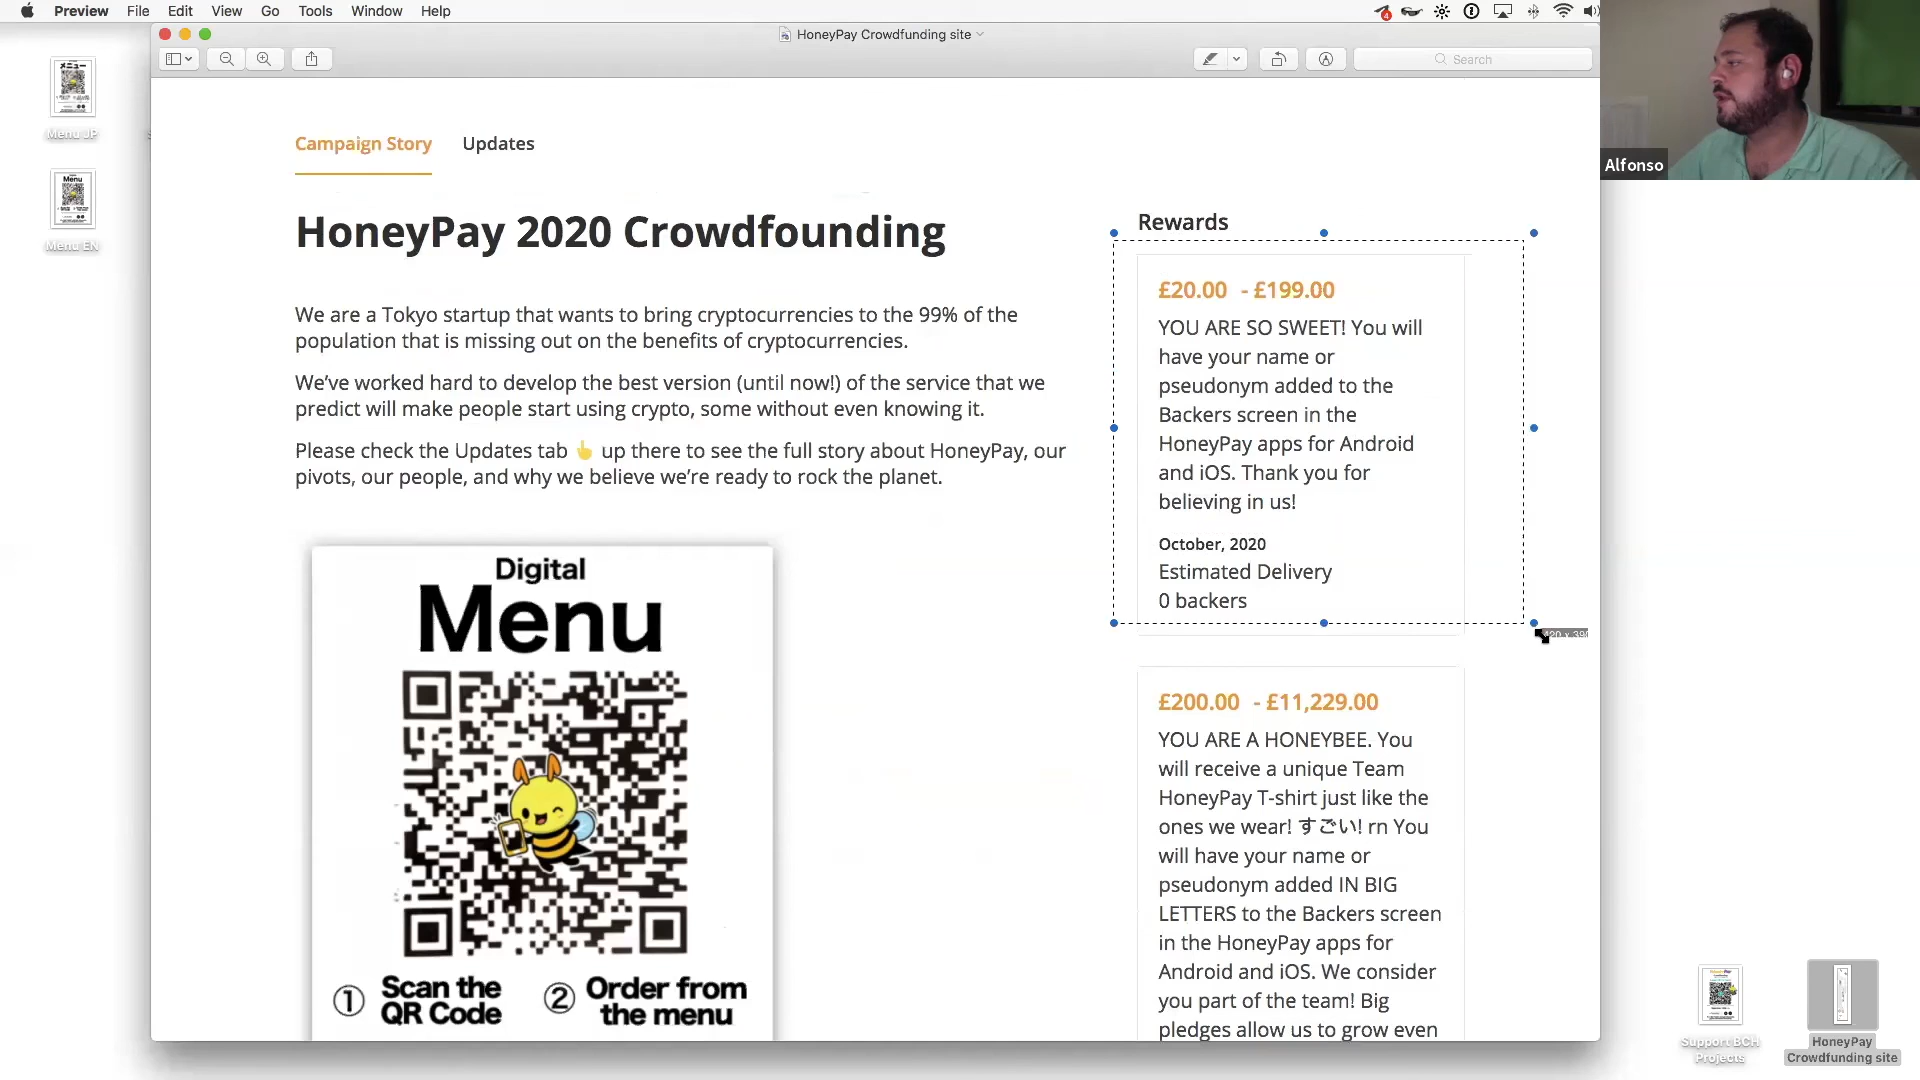 Preview File Edit View Go Tools Window Help
4
HoneyPay Crowdfunding site
Search
Alfonso
メニュー
Menu JP
Menu
Menu EN
Campaign Story Updates
HoneyPay 2020 Crowdfounding
We are a Tokyo startup that wants to bring cryptocurrencies to the 99% of the
population that is missing out on the benefits of cryptocurrencies.
We’ve worked hard to develop the best version (until now!) of the service that we
predict will make people start using crypto, some without even knowing it.
Please check the Updates tab 👆 up there to see the full story about HoneyPay, our
pivots, our people, and why we believe we’re ready to rock the planet.
Digital
Menu
① Scan the
QR Code
② Order from
the menu
Rewards
£20.00 - £199.00
YOU ARE SO SWEET! You will
have your name or
pseudonym added to the
Backers screen in the
HoneyPay apps for Android
and iOS. Thank you for
believing in us!
October, 2020
Estimated Delivery
0 backers
£200.00 - £11,229.00
YOU ARE A HONEYBEE. You
will receive a unique Team
HoneyPay T-shirt just like the
ones we wear! すごい! rn You
will have your name or
pseudonym added IN BIG
LETTERS to the Backers screen
in the HoneyPay apps for
Android and iOS. We consider
you part of the team! Big
pledges allow us to grow even
Support BCH
Projects
HoneyPay
Crowdfunding site